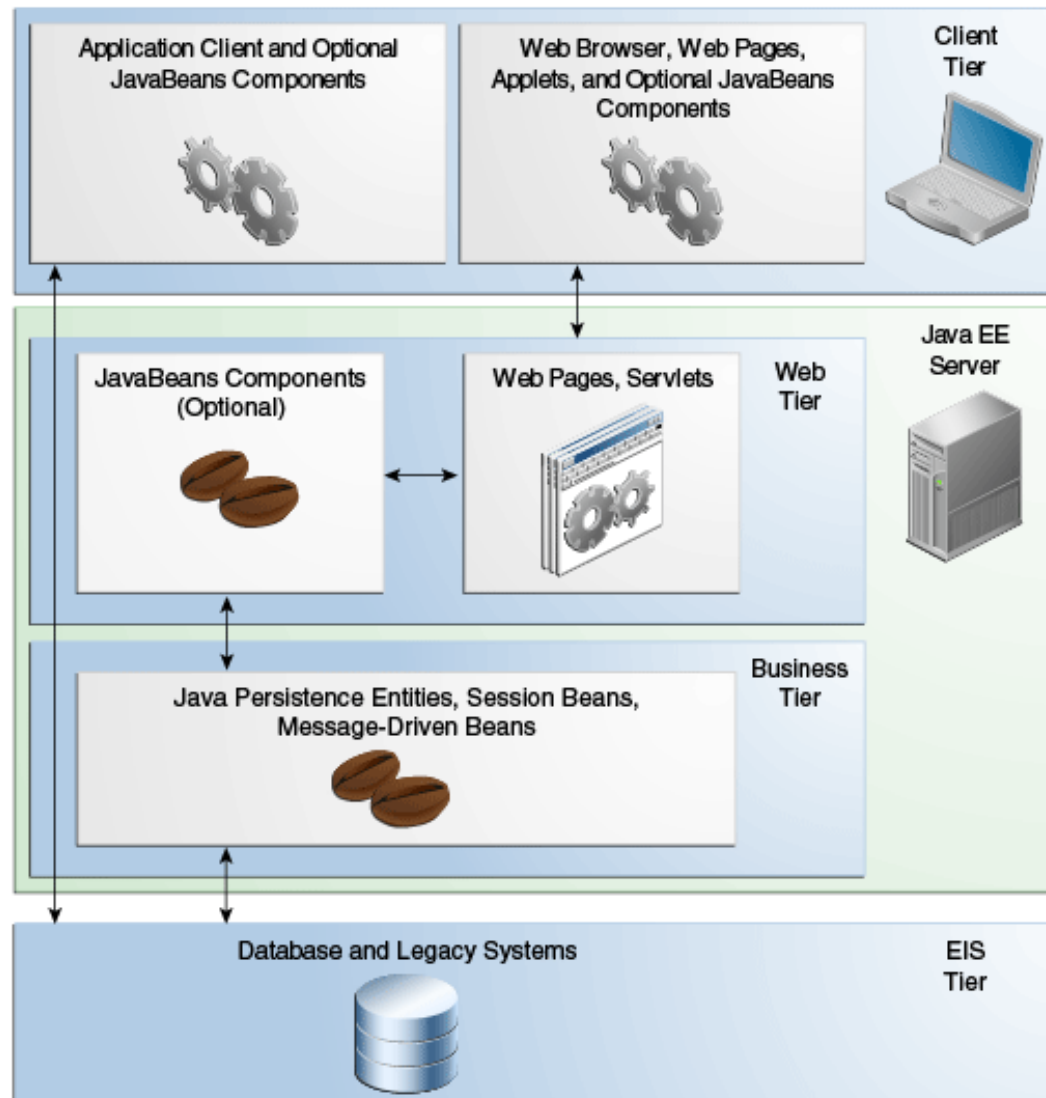 Application Client and Optional
JavaBeans Components
Web Browser, Web Pages,
Applets, and Optional JavaBeans
Components
Client
Tier
Java EE
Server
JavaBeans Components
(Optional)
Web Pages, Servlets
Web
Tier
Java Persistence Entities, Session Beans,
Message-Driven Beans
Business
Tier
Database and Legacy Systems
EIS
Tier